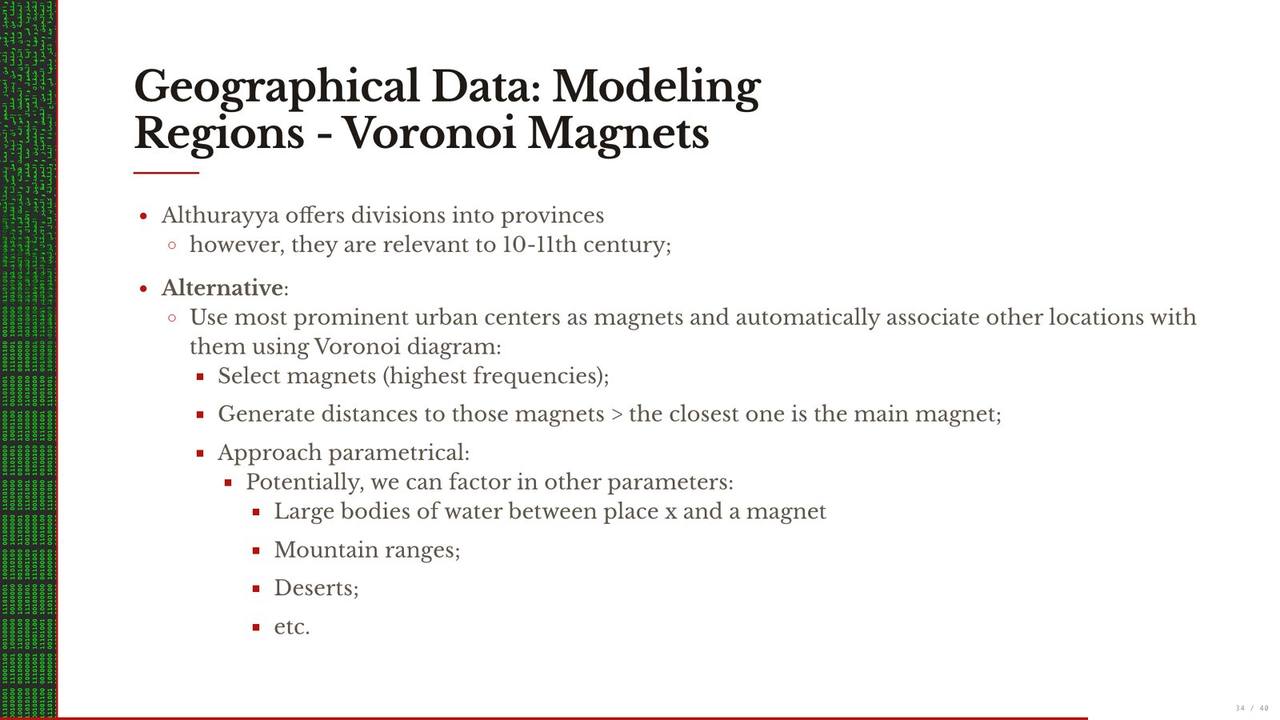 Geographical Data: Modeling
Regions - Voronoi Magnets
• Althurayya offers divisions into provinces
○ however, they are relevant to 10-11th century;
• Alternative:
○ Use most prominent urban centers as magnets and automatically associate other locations with
them using Voronoi diagram:
▪ Select magnets (highest frequencies);
▪ Generate distances to those magnets > the closest one is the main magnet;
▪ Approach parametrical:
▪ Potentially, we can factor in other parameters:
▪ Large bodies of water between place x and a magnet
▪ Mountain ranges;
▪ Deserts;
▪ etc.
34 / 40